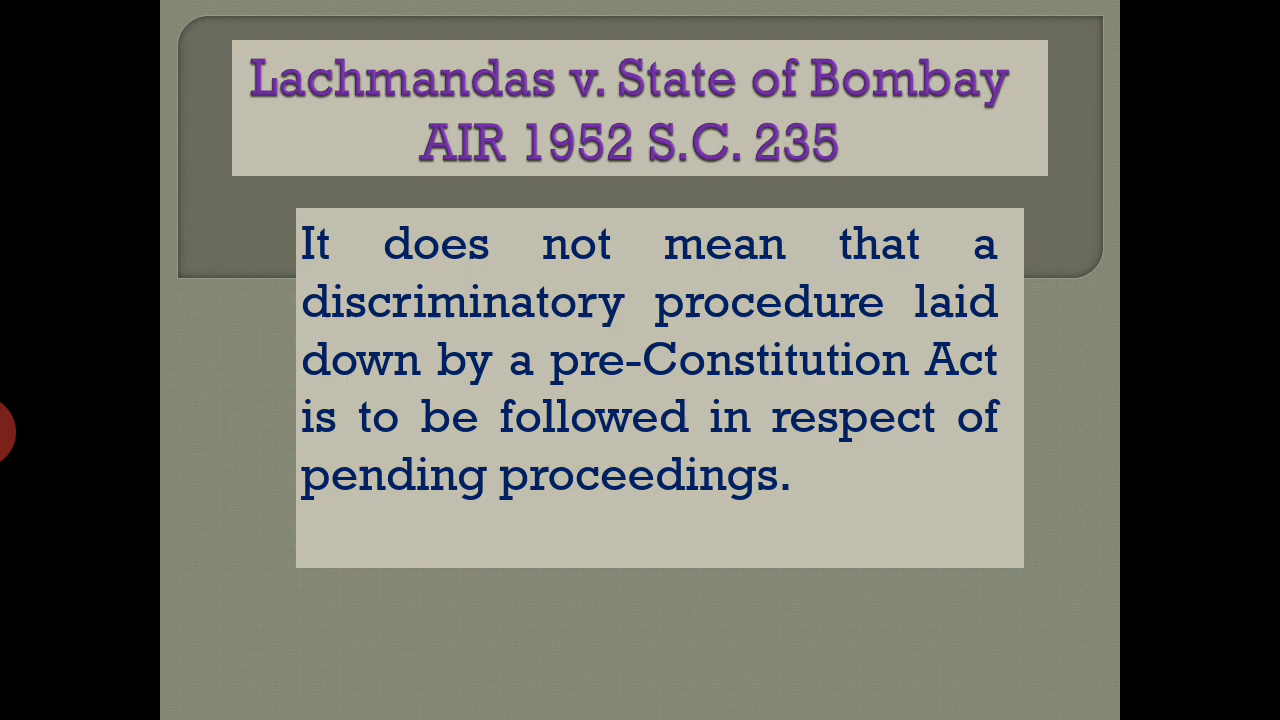 Lachmandas v. State of Bombay
AIR 1952 S.C. 235
It does not mean that a
discriminatory procedure laid
down by a pre-Constitution Act
is to be followed in respect of
pending proceedings.